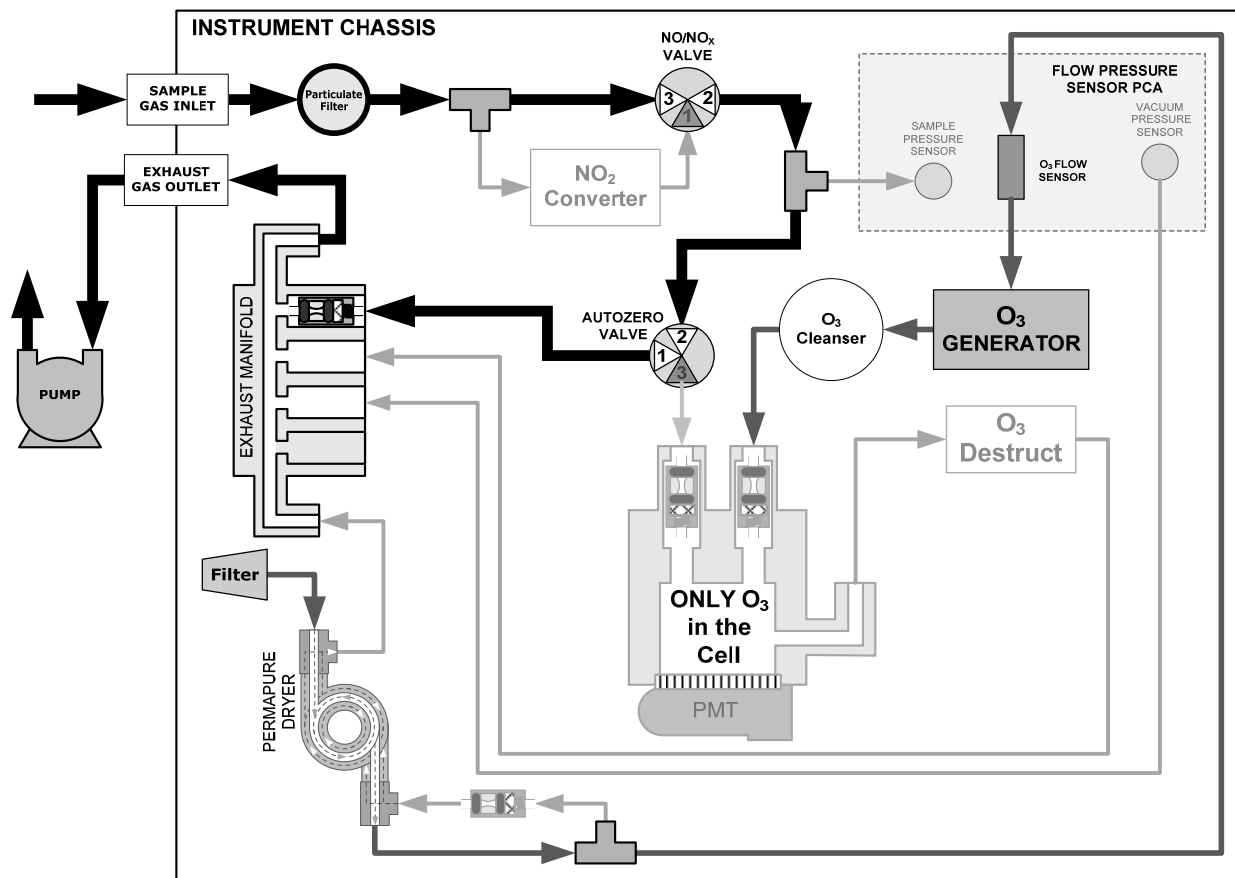 INSTRUMENT CHASSIS
SAMPLE
GAS INLET
Particulate
Filter
NO/NOX
VALVE
3
2
1
NO2
Converter
FLOW PRESSURE
SENSOR PCA
SAMPLE
PRESSURE
SENSOR
O3 FLOW
SENSOR
VACUUM
PRESSURE
SENSOR
EXHAUST
GAS OUTLET
PUMP
EXHAUST MANIFOLD
AUTOZERO
VALVE
2
1
3
O3
Cleanser
O3
GENERATOR
O3
Destruct
Filter
PERMAPURE
DRYER
ONLY O3
in the
Cell
PMT